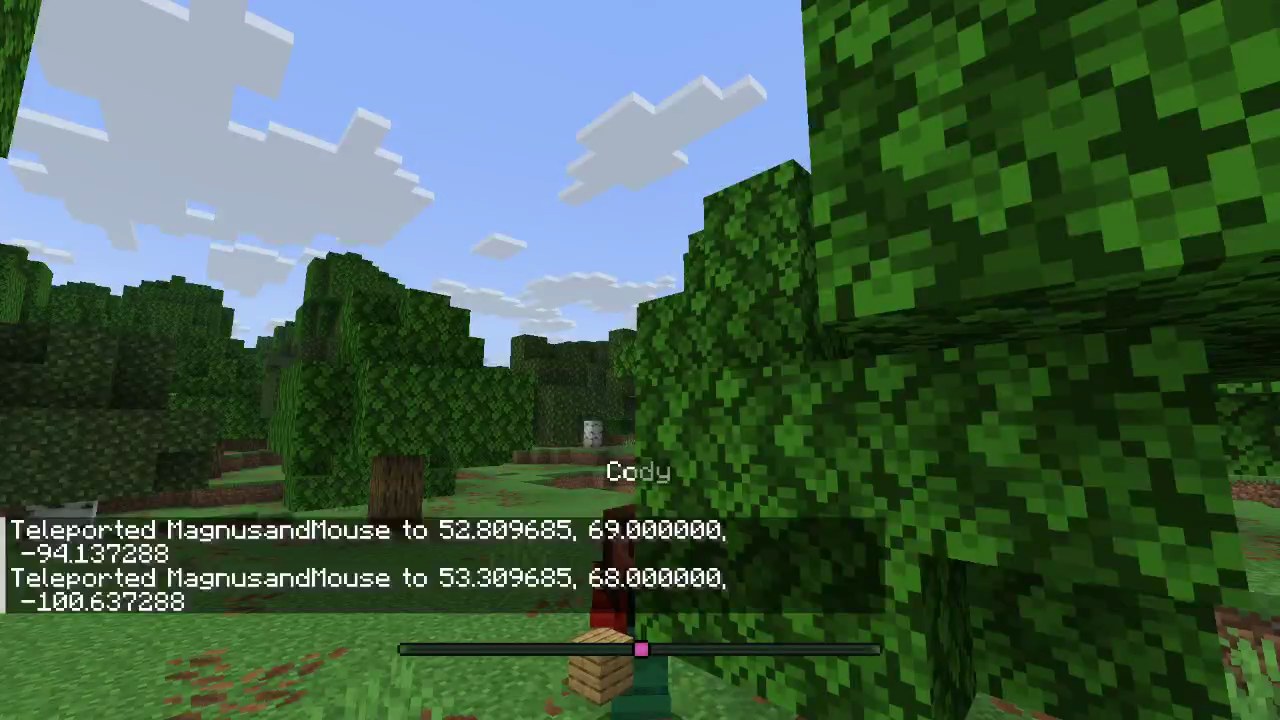 Cody
Teleported MagnusandMouse to 52.809685, 69.000000,
-94.137288
Teleported MagnusandMouse to 53.309685, 68.000000,
-100.637288